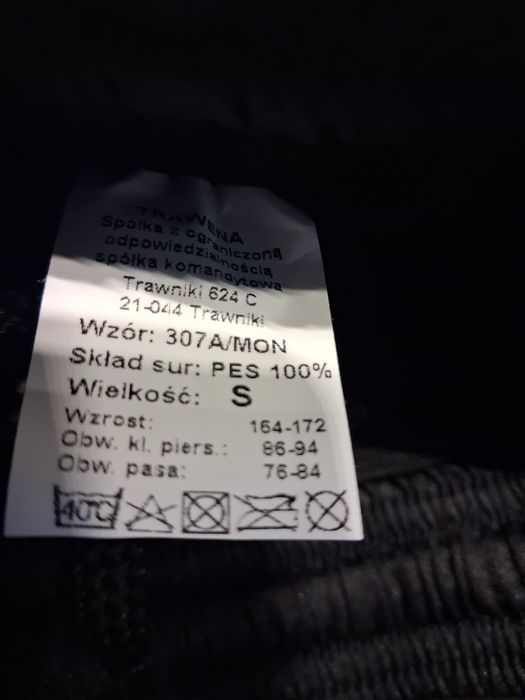 TRAWENA
Spółka z ograniczoną
odpowiedzialnością
spółka komandytowa
Trawniki 624 C
21-044 Trawniki
Wzór: 307A/MON
Skład sur: PES 100%
Wielkość: S
Wzrost: 164-172
Obw. kl. piers.: 86-94
Obw. pasa: 76-84
40°C